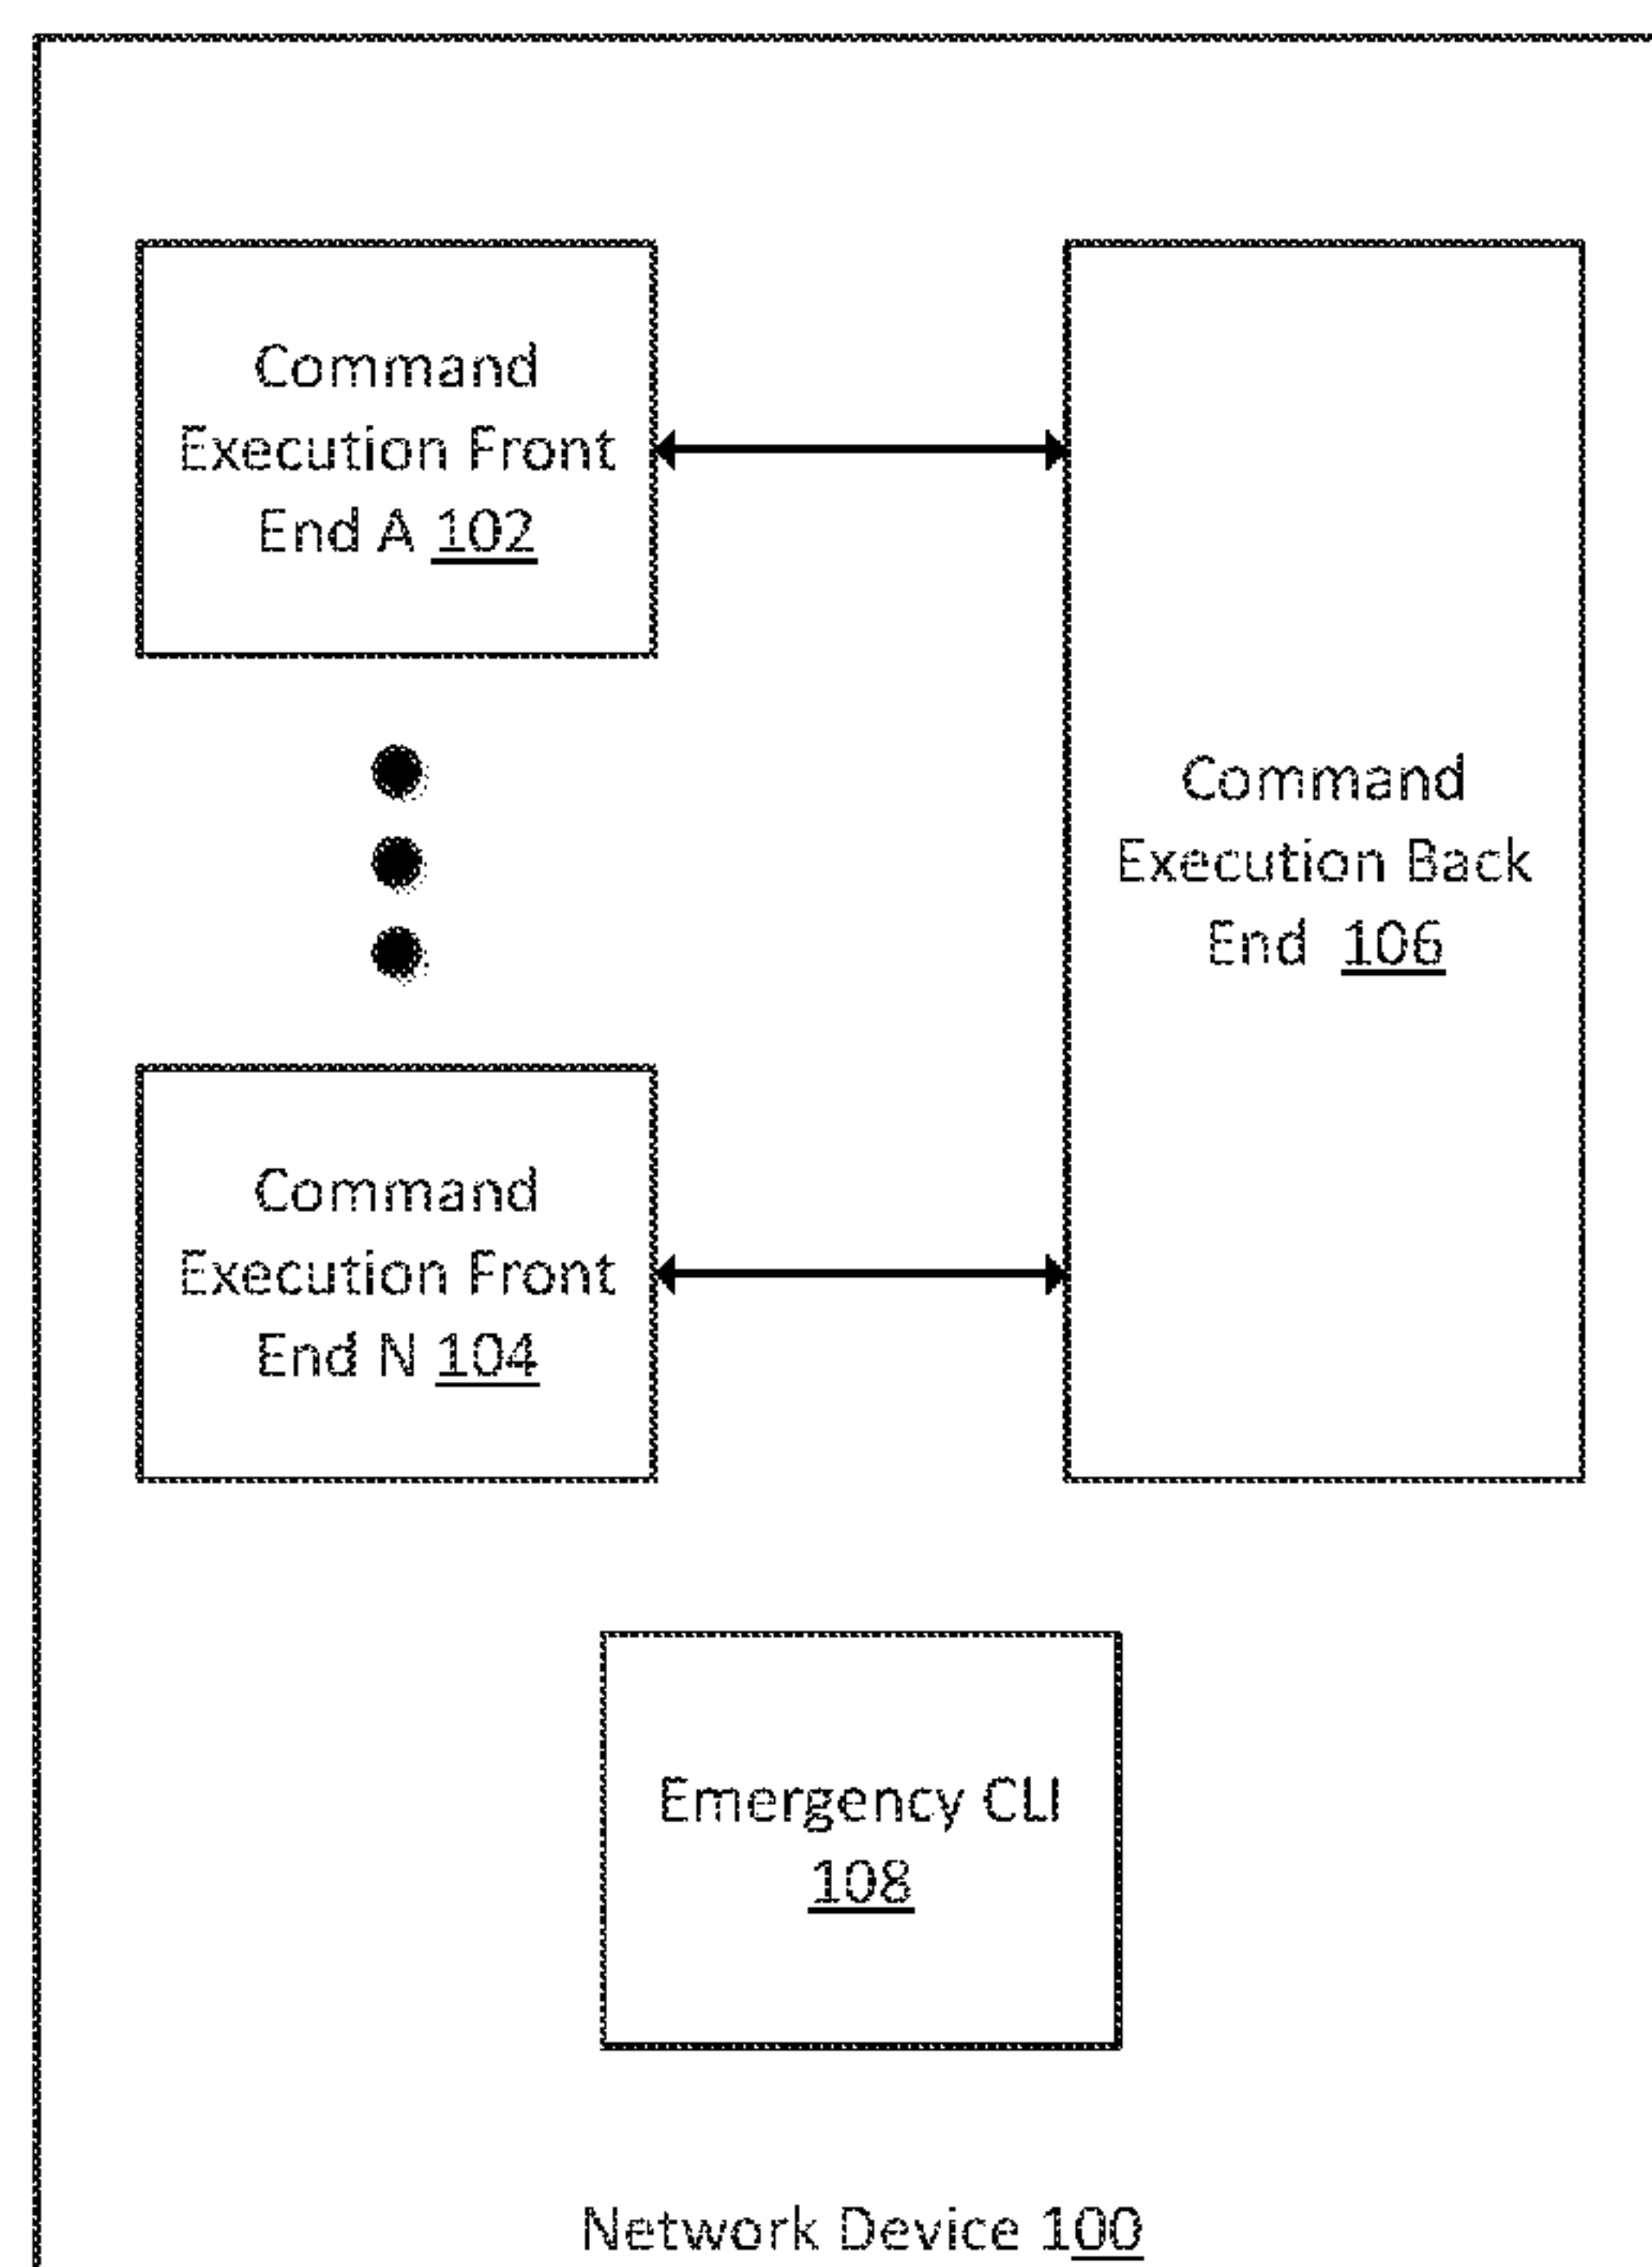 Command
Execution Front
End A 102
Command
Execution Back
End 106
Command
Execution Front
End N 104
Emergency CLI
108
Network Device 100